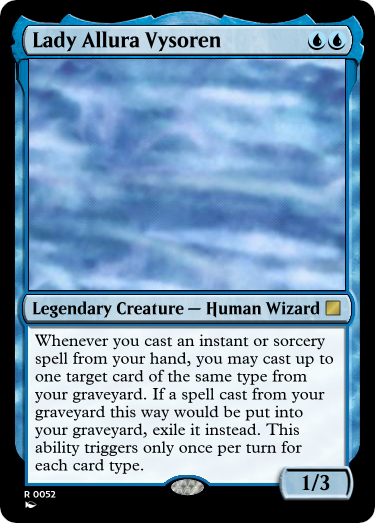 Lady Allura Vysoren
Legendary Creature — Human Wizard
Whenever you cast an instant or sorcery
spell from your hand, you may cast up to
one target card of the same type from
your graveyard. If a spell cast from your
graveyard this way would be put into
your graveyard, exile it instead. This
ability triggers only once per turn for
each card type.
1/3
R 0052